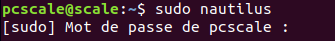 pcscale@scale:~$ sudo nautilus
[sudo] Mot de passe de pcscale :